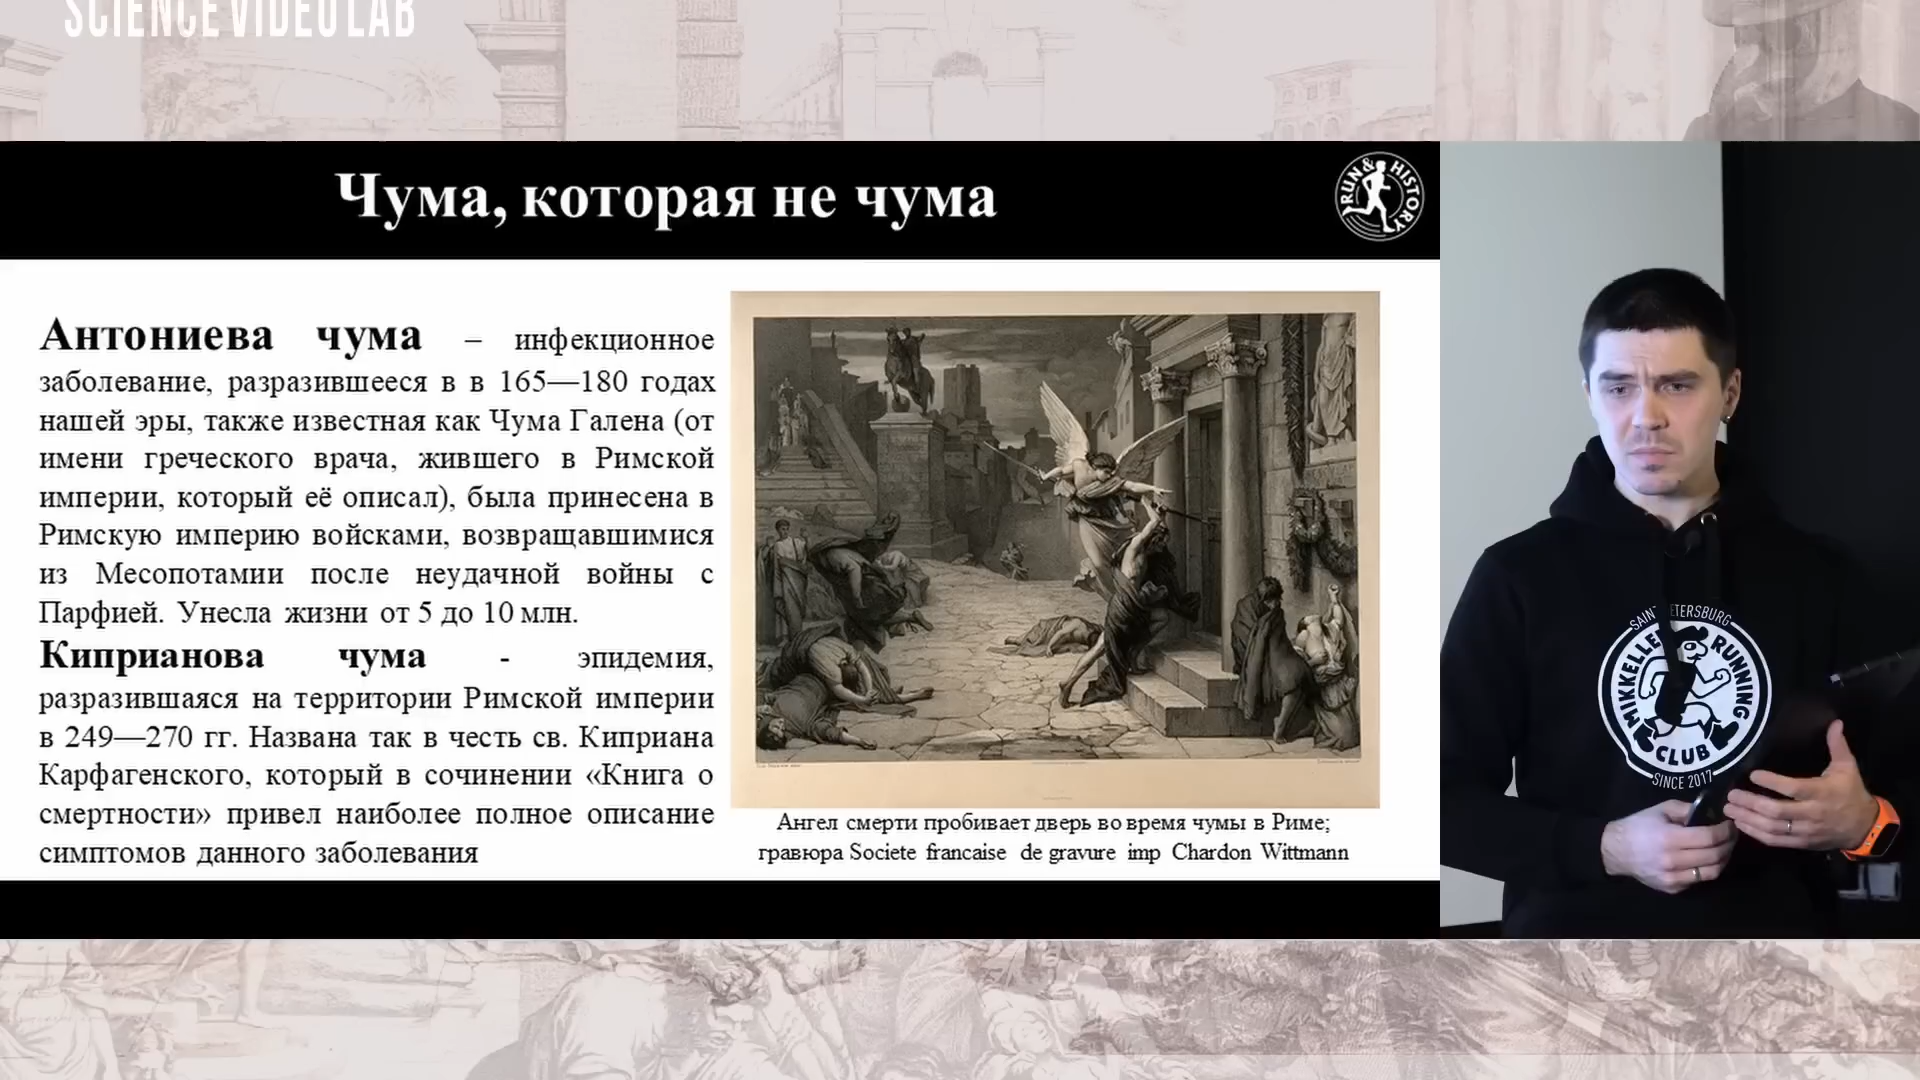 SCIENCE VIDEO LAB
Чума, которая не чума
RUN & HISTORY
Антониева чума – инфекционное
заболевание, разразившееся в в 165—180 годах
нашей эры, также известная как Чума Галена (от
имени греческого врача, жившего в Римской
империи, который её описал), была принесена в
Римскую империю войсками, возвращавшимися
из Месопотамии после неудачной войны с
Парфией. Унесла жизни от 5 до 10 млн.
Киприанова чума - эпидемия,
разразившаяся на территории Римской империи
в 249—270 гг. Названа так в честь св. Киприана
Карфагенского, который в сочинении «Книга о
смертности» привел наиболее полное описание
симптомов данного заболевания
Ангел смерти пробивает дверь во время чумы в Риме;
гравюра Societe francaise de gravure imp Chardon Wittmann
SAINT PETERSBURG
MIKKELLER RUNNING
CLUB
SINCE 2017